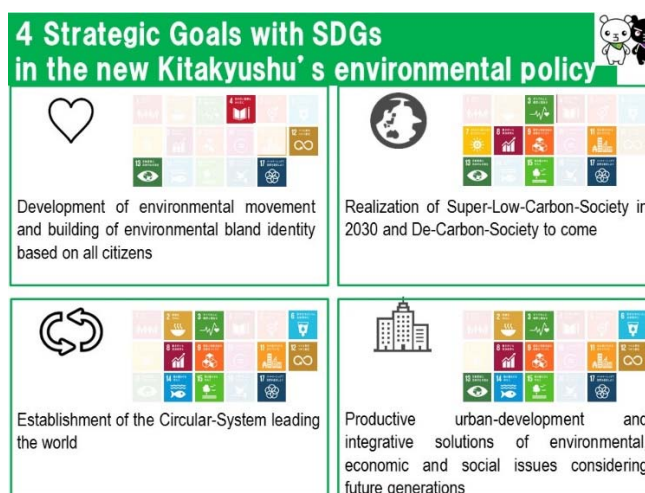 4 Strategic Goals with SDGs
in the new Kitakyushu's environmental policy
Development of environmental movement
and building of environmental bland identity
based on all citizens
Realization of Super-Low-Carbon-Society in
2030 and De-Carbon-Society to come
Establishment of the Circular-System leading
the world
Productive urban-development and
integrative solutions of environmental,
economic and social issues considering
future generations